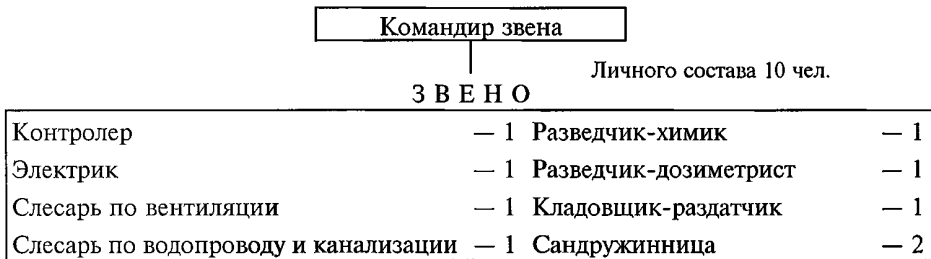 Командир звена
Личного состава 10 чел.
З В Е Н О
Контролер — 1 Разведчик-химик — 1
Электрик — 1 Разведчик-дозиметрист — 1
Слесарь по вентиляции — 1 Кладовщик-раздатчик — 1
Слесарь по водопроводу и канализации — 1 Сандружинница — 2